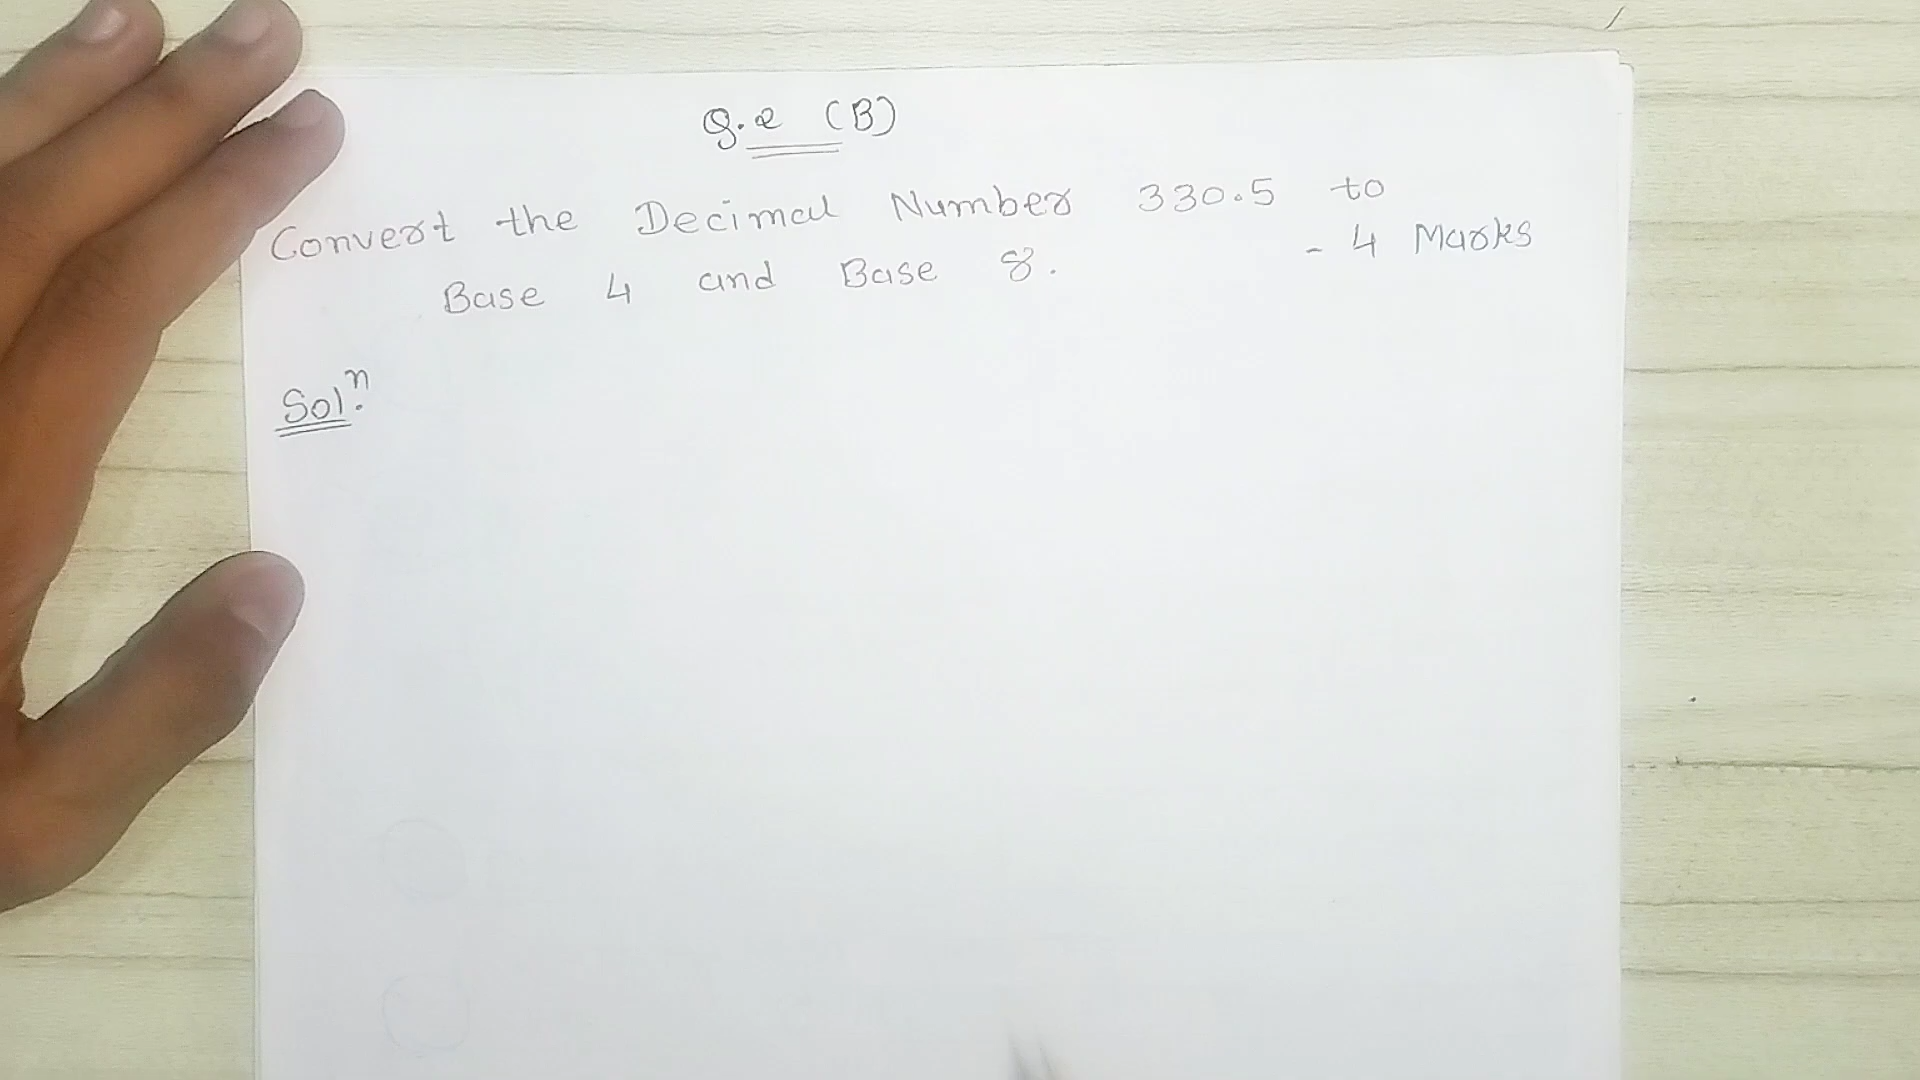 Q.2 (B)
Convert the Decimal Number 330.5 to
Base 4 and Base 8. - 4 Marks
Solⁿ.